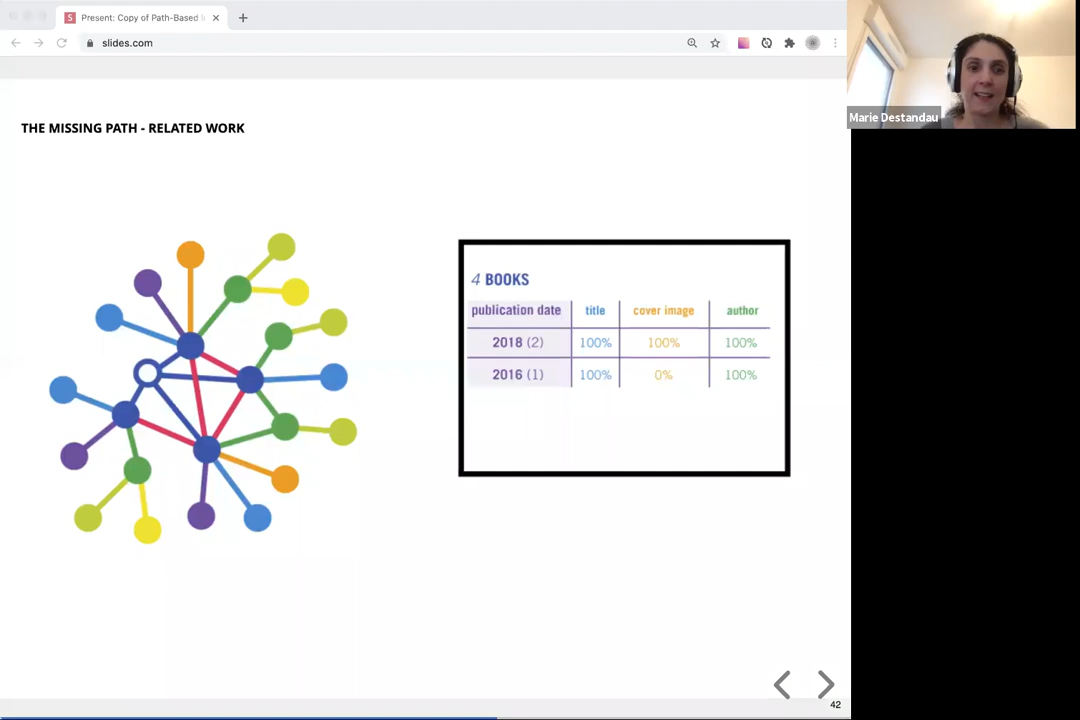 Present: Copy of Path-Based I
slides.com
Marie Destandau
THE MISSING PATH - RELATED WORK
4 BOOKS
publication date title cover image author
2018 (2) 100% 100% 100%
2016 (1) 100% 0% 100%
42